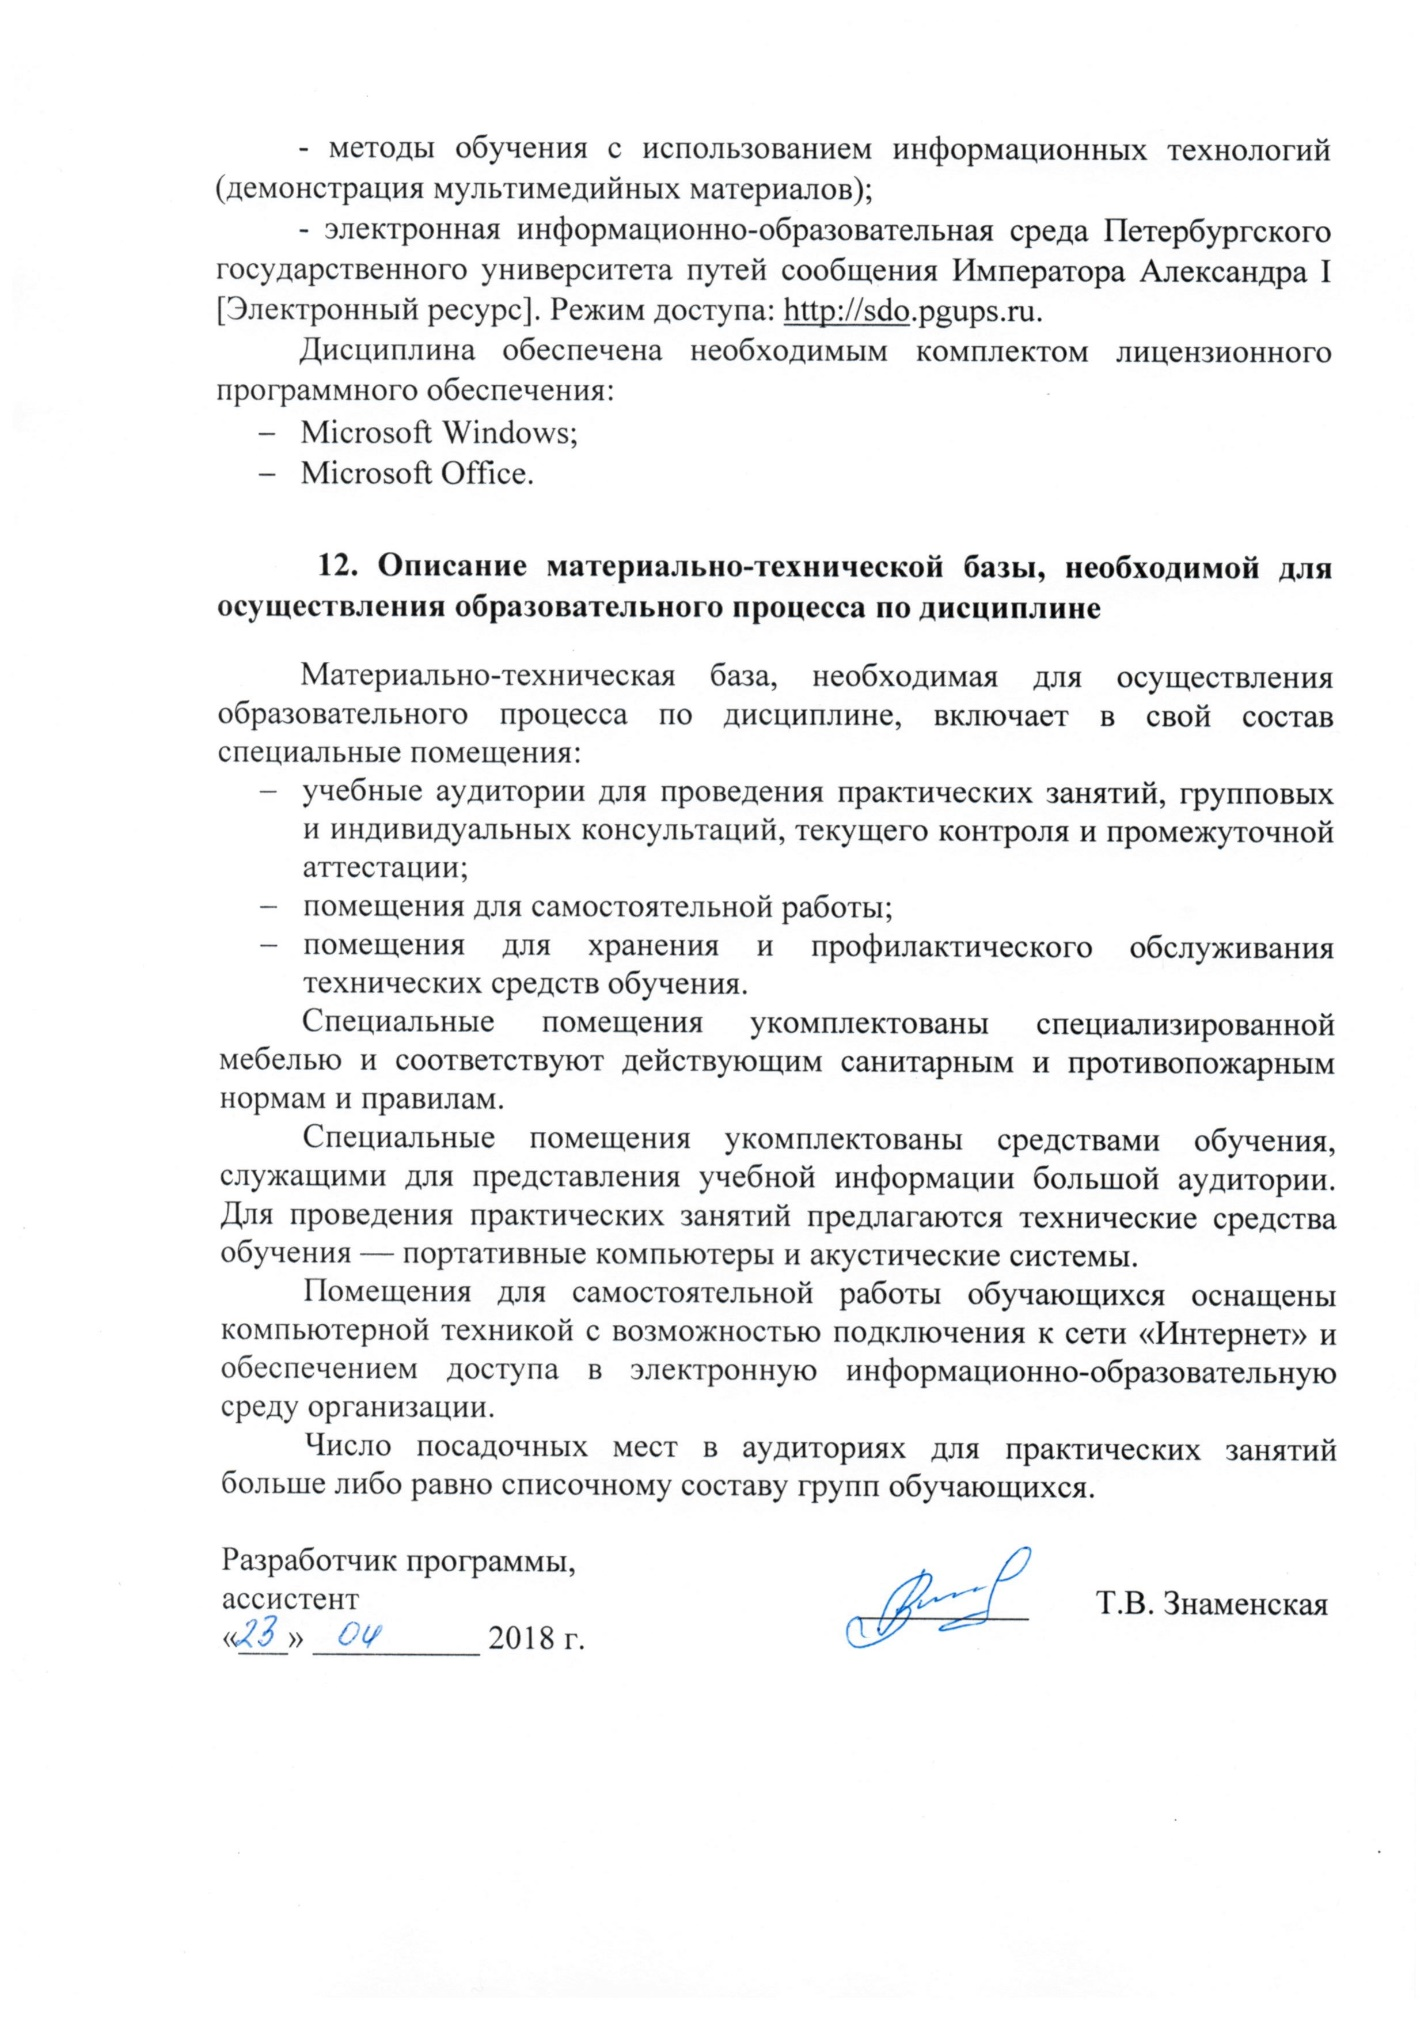 - методы обучения с использованием информационных технологий
(демонстрация мультимедийных материалов);
- электронная информационно-образовательная среда Петербургского
государственного университета путей сообщения Императора Александра I
[Электронный ресурс]. Режим доступа: http://sdo.pgups.ru.
Дисциплина обеспечена необходимым комплектом лицензионного
программного обеспечения:
– Microsoft Windows;
– Microsoft Office.
12. Описание материально-технической базы, необходимой для
осуществления образовательного процесса по дисциплине
Материально-техническая база, необходимая для осуществления
образовательного процесса по дисциплине, включает в свой состав
специальные помещения:
– учебные аудитории для проведения практических занятий, групповых
и индивидуальных консультаций, текущего контроля и промежуточной
аттестации;
– помещения для самостоятельной работы;
– помещения для хранения и профилактического обслуживания
технических средств обучения.
Специальные помещения укомплектованы специализированной
мебелью и соответствуют действующим санитарным и противопожарным
нормам и правилам.
Специальные помещения укомплектованы средствами обучения,
служащими для представления учебной информации большой аудитории.
Для проведения практических занятий предлагаются технические средства
обучения — портативные компьютеры и акустические системы.
Помещения для самостоятельной работы обучающихся оснащены
компьютерной техникой с возможностью подключения к сети «Интернет» и
обеспечением доступа в электронную информационно-образовательную
среду организации.
Число посадочных мест в аудиториях для практических занятий
больше либо равно списочному составу групп обучающихся.
Разработчик программы,
ассистент Т.В. Знаменская
«23» 04 2018 г.